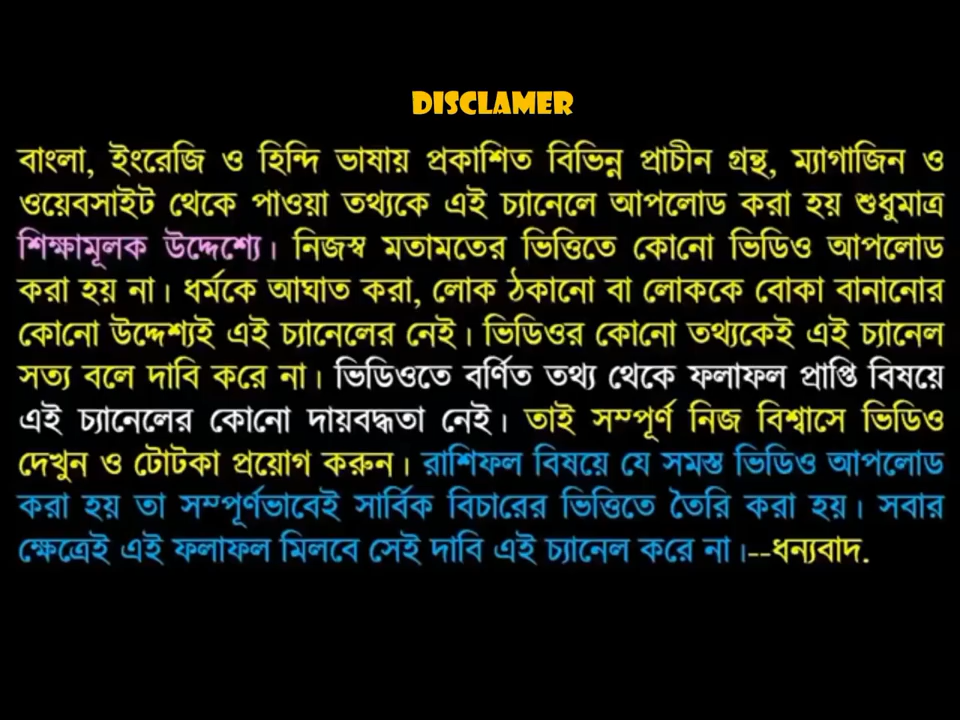 DISCLAMER
বাংলা, ইংরেজি ও হিন্দি ভাষায় প্রকাশিত বিভিন্ন প্রাচীন গ্রন্থ, ম্যাগাজিন ও
ওয়েবসাইট থেকে পাওয়া তথ্যকে এই চ্যানেলে আপলোড করা হয় শুধুমাত্র
শিক্ষামূলক উদ্দেশ্যে। নিজস্ব মতামতের ভিত্তিতে কোনো ভিডিও আপলোড
করা হয় না। ধর্মকে আঘাত করা, লোক ঠকানো বা লোককে বোকা বানানোর
কোনো উদ্দেশ্যই এই চ্যানেলের নেই। ভিডিওর কোনো তথ্যকেই এই চ্যানেল
সত্য বলে দাবি করে না। ভিডিওতে বর্ণিত তথ্য থেকে ফলাফল প্রাপ্তি বিষয়ে
এই চ্যানেলের কোনো দায়বদ্ধতা নেই। তাই সম্পূর্ণ নিজ বিশ্বাসে ভিডিও
দেখুন ও টোটকা প্রয়োগ করুন। রাশিফল বিষয়ে যে সমস্ত ভিডিও আপলোড
করা হয় তা সম্পূর্ণভাবেই সার্বিক বিচারের ভিত্তিতে তৈরি করা হয়। সবার
ক্ষেত্রেই এই ফলাফল মিলবে সেই দাবি এই চ্যানেল করে না।--ধন্যবাদ.